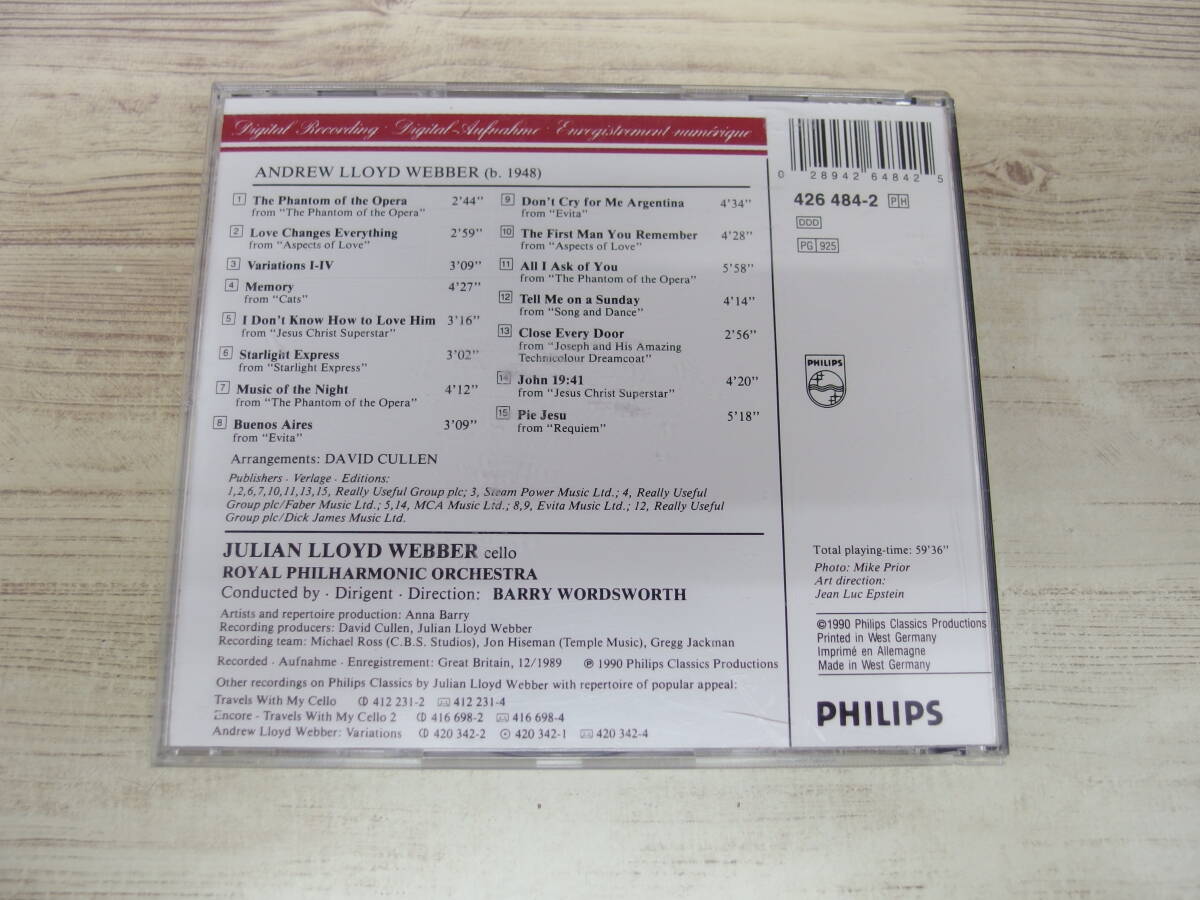 Digital Recording · Digital-Aufnahme · Enregistrement numérique
ANDREW LLOYD WEBBER (b. 1948)
1 The Phantom of the Opera 2'44"
from "The Phantom of the Opera"
2 Love Changes Everything 2'59"
from "Aspects of Love"
3 Variations I-IV 3'09"
4 Memory 4'27"
from "Cats"
5 I Don't Know How to Love Him 3'16"
from "Jesus Christ Superstar"
6 Starlight Express 3'02"
from "Starlight Express"
7 Music of the Night 4'12"
from "The Phantom of the Opera"
8 Buenos Aires 3'09"
from "Evita"
9 Don't Cry for Me Argentina 4'34"
from "Evita"
10 The First Man You Remember 4'28"
from "Aspects of Love"
11 All I Ask of You 5'58"
from "The Phantom of the Opera"
12 Tell Me on a Sunday 4'14"
from "Song and Dance"
13 Close Every Door 2'56"
from "Joseph and His Amazing
Technicolour Dreamcoat"
14 John 19:41 4'20"
from "Jesus Christ Superstar"
15 Pie Jesu 5'18"
from "Requiem"
Arrangements: DAVID CULLEN
Publishers · Verlage · Editions:
1,2,6,7,10,11,13,15, Really Useful Group plc; 3, Steam Power Music Ltd.; 4, Really Useful
Group plc/Faber Music Ltd.; 5,14, MCA Music Ltd.; 8,9, Evita Music Ltd.; 12, Really Useful
Group plc/Dick James Music Ltd.
JULIAN LLOYD WEBBER cello
ROYAL PHILHARMONIC ORCHESTRA
Conducted by · Dirigent · Direction: BARRY WORDSWORTH
Artists and repertoire production: Anna Barry
Recording producers: David Cullen, Julian Lloyd Webber
Recording team: Michael Ross (C.B.S. Studios), Jon Hiseman (Temple Music), Gregg Jackman
Recorded · Aufnahme · Enregistrement: Great Britain, 12/1989 ℗ 1990 Philips Classics Productions
Other recordings on Philips Classics by Julian Lloyd Webber with repertoire of popular appeal:
Travels With My Cello 412 231-2 412 231-4
Encore - Travels With My Cello 2 416 698-2 416 698-4
Andrew Lloyd Webber: Variations 420 342-2 420 342-1 420 342-4
0 28942 64842 5
426 484-2 PH
DDD
PG 925
PHILIPS
Total playing-time: 59'36"
Photo: Mike Prior
Art direction:
Jean Luc Epstein
©1990 Philips Classics Productions
Printed in West Germany
Imprimé en Allemagne
Made in West Germany
PHILIPS